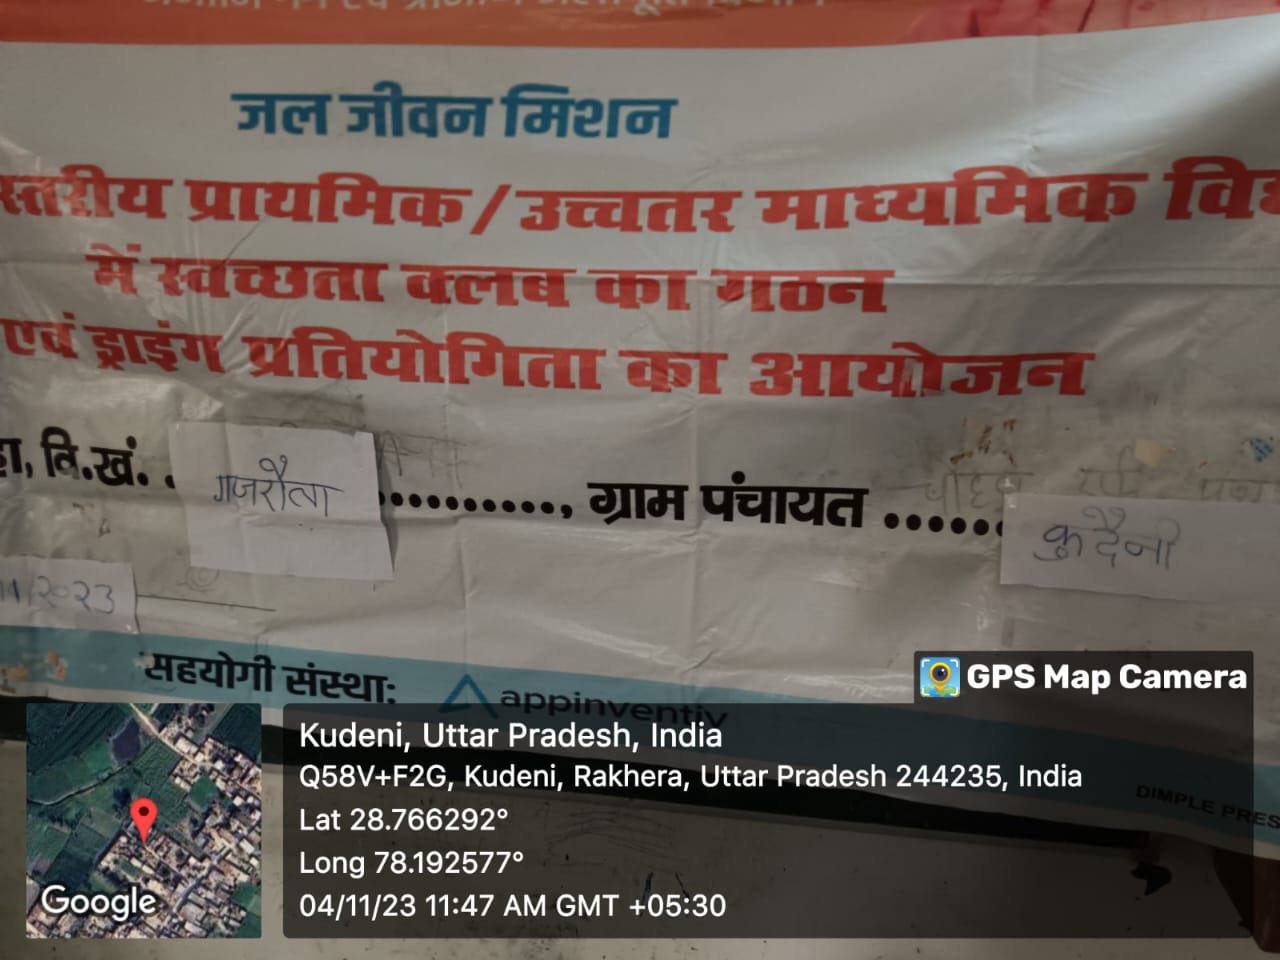 जल जीवन मिशन
स्तरीय प्राथमिक/उच्चतर माध्यमिक
में स्वच्छता क्लब का गठन
एवं ड्राइंग प्रतियोगिता का आयोजन
वि.खं. . गजरौला .........., ग्राम पंचायत ...... कुदैनी
/2023
सहयोगी संस्था: appinventiv
DIMPLE PRES
GPS Map Camera
Kudeni, Uttar Pradesh, India
Q58V+F2G, Kudeni, Rakhera, Uttar Pradesh 244235, India
Lat 28.766292°
Long 78.192577°
04/11/23 11:47 AM GMT +05:30
Google